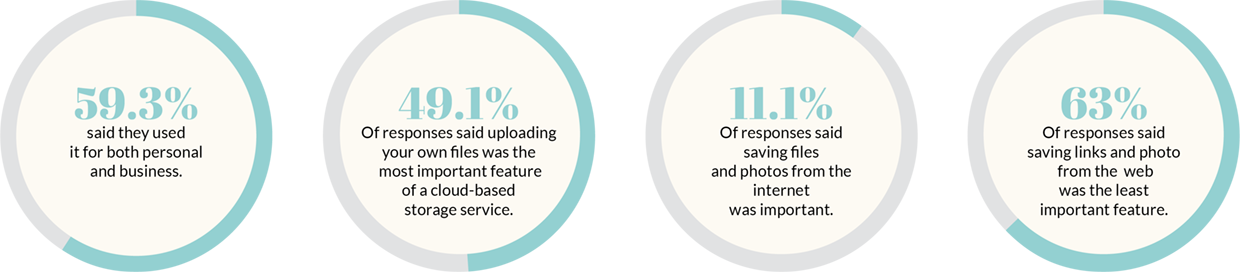 59.3%
said they used
it for both personal
and business.
49.1%
Of responses said uploading
your own files was the
most important feature
of a cloud-based
storage service.
11.1%
Of responses said
saving files
and photos from the
internet
was important.
63%
Of responses said
saving links and photo
from the web
was the least
important feature.